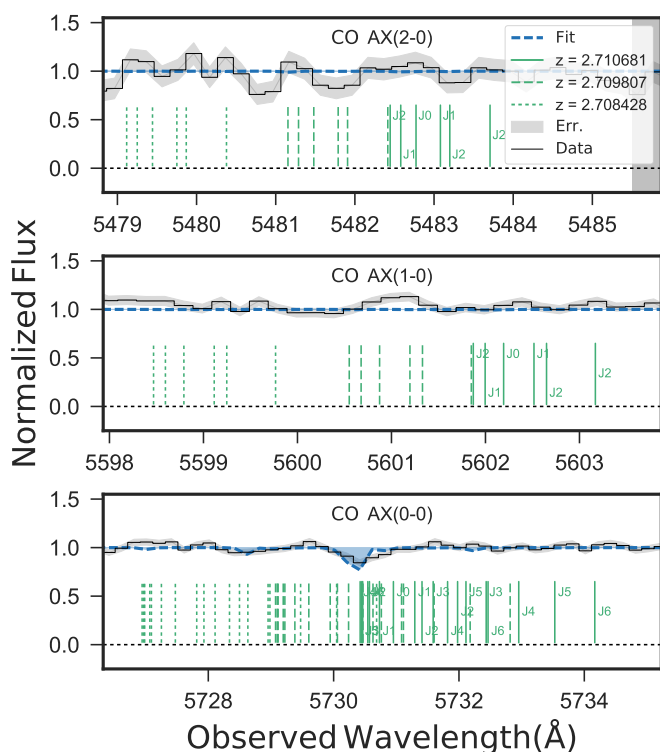 CO AX(2-0)
Fit
z = 2.710681
z = 2.709807
z = 2.708428
Err.
Data
1.5
1.0
0.5
0.0
J2 J0 J1 J2
J1 J2
5479 5480 5481 5482 5483 5484 5485
CO AX(1-0)
1.5
1.0
0.5
0.0
J2 J0 J1 J2
J1 J2
5598 5599 5600 5601 5602 5603
CO AX(0-0)
1.5
1.0
0.5
0.0
J0 J1 J3 J5 J3 J4 J5 J6
J2
J1 J2 J4 J6
5728 5730 5732 5734
Normalized Flux
Observed Wavelength(Å)